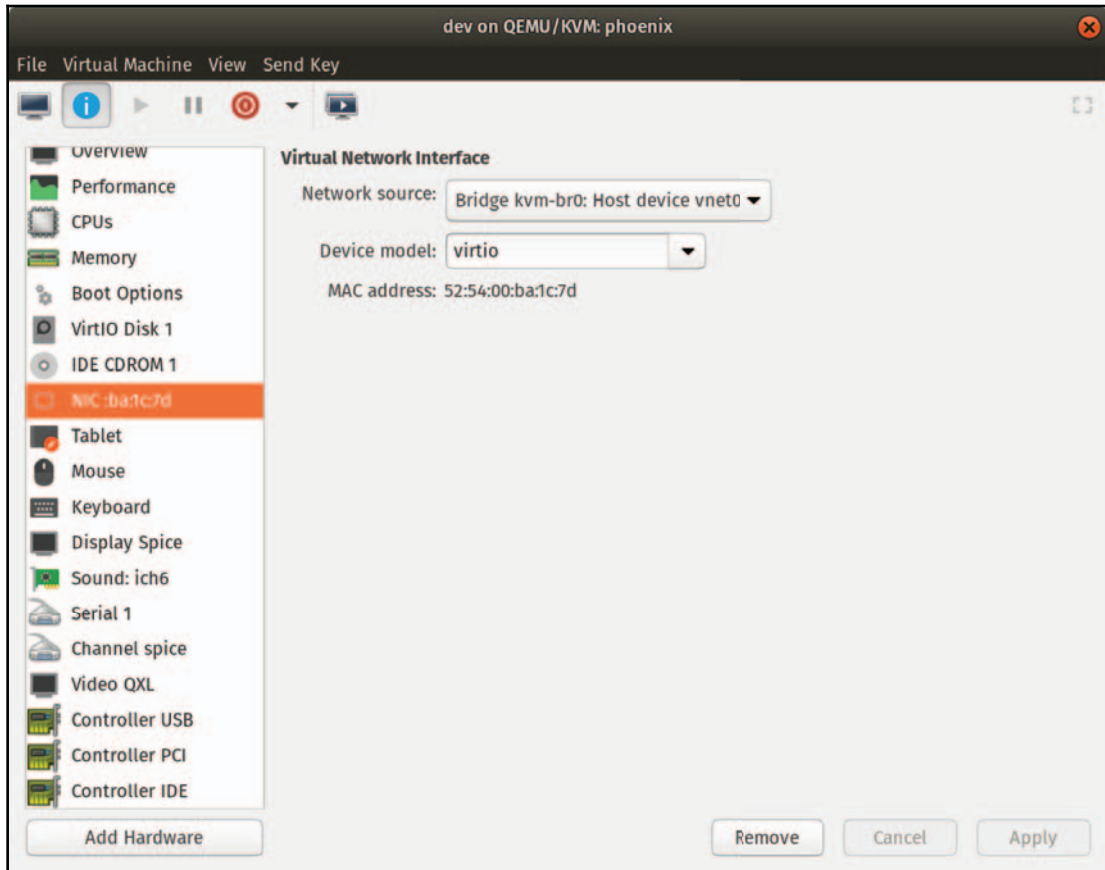 dev on QEMU/KVM: phoenix
File Virtual Machine View Send Key
Overview
Performance
CPUs
Memory
Boot Options
VirtIO Disk 1
IDE CDROM 1
NIC :ba:1c:7d
Tablet
Mouse
Keyboard
Display Spice
Sound: ich6
Serial 1
Channel spice
Video QXL
Controller USB
Controller PCI
Controller IDE
Add Hardware
Virtual Network Interface
Network source: Bridge kvm-br0: Host device vnet0
Device model: virtio
MAC address: 52:54:00:ba:1c:7d
Remove Cancel Apply